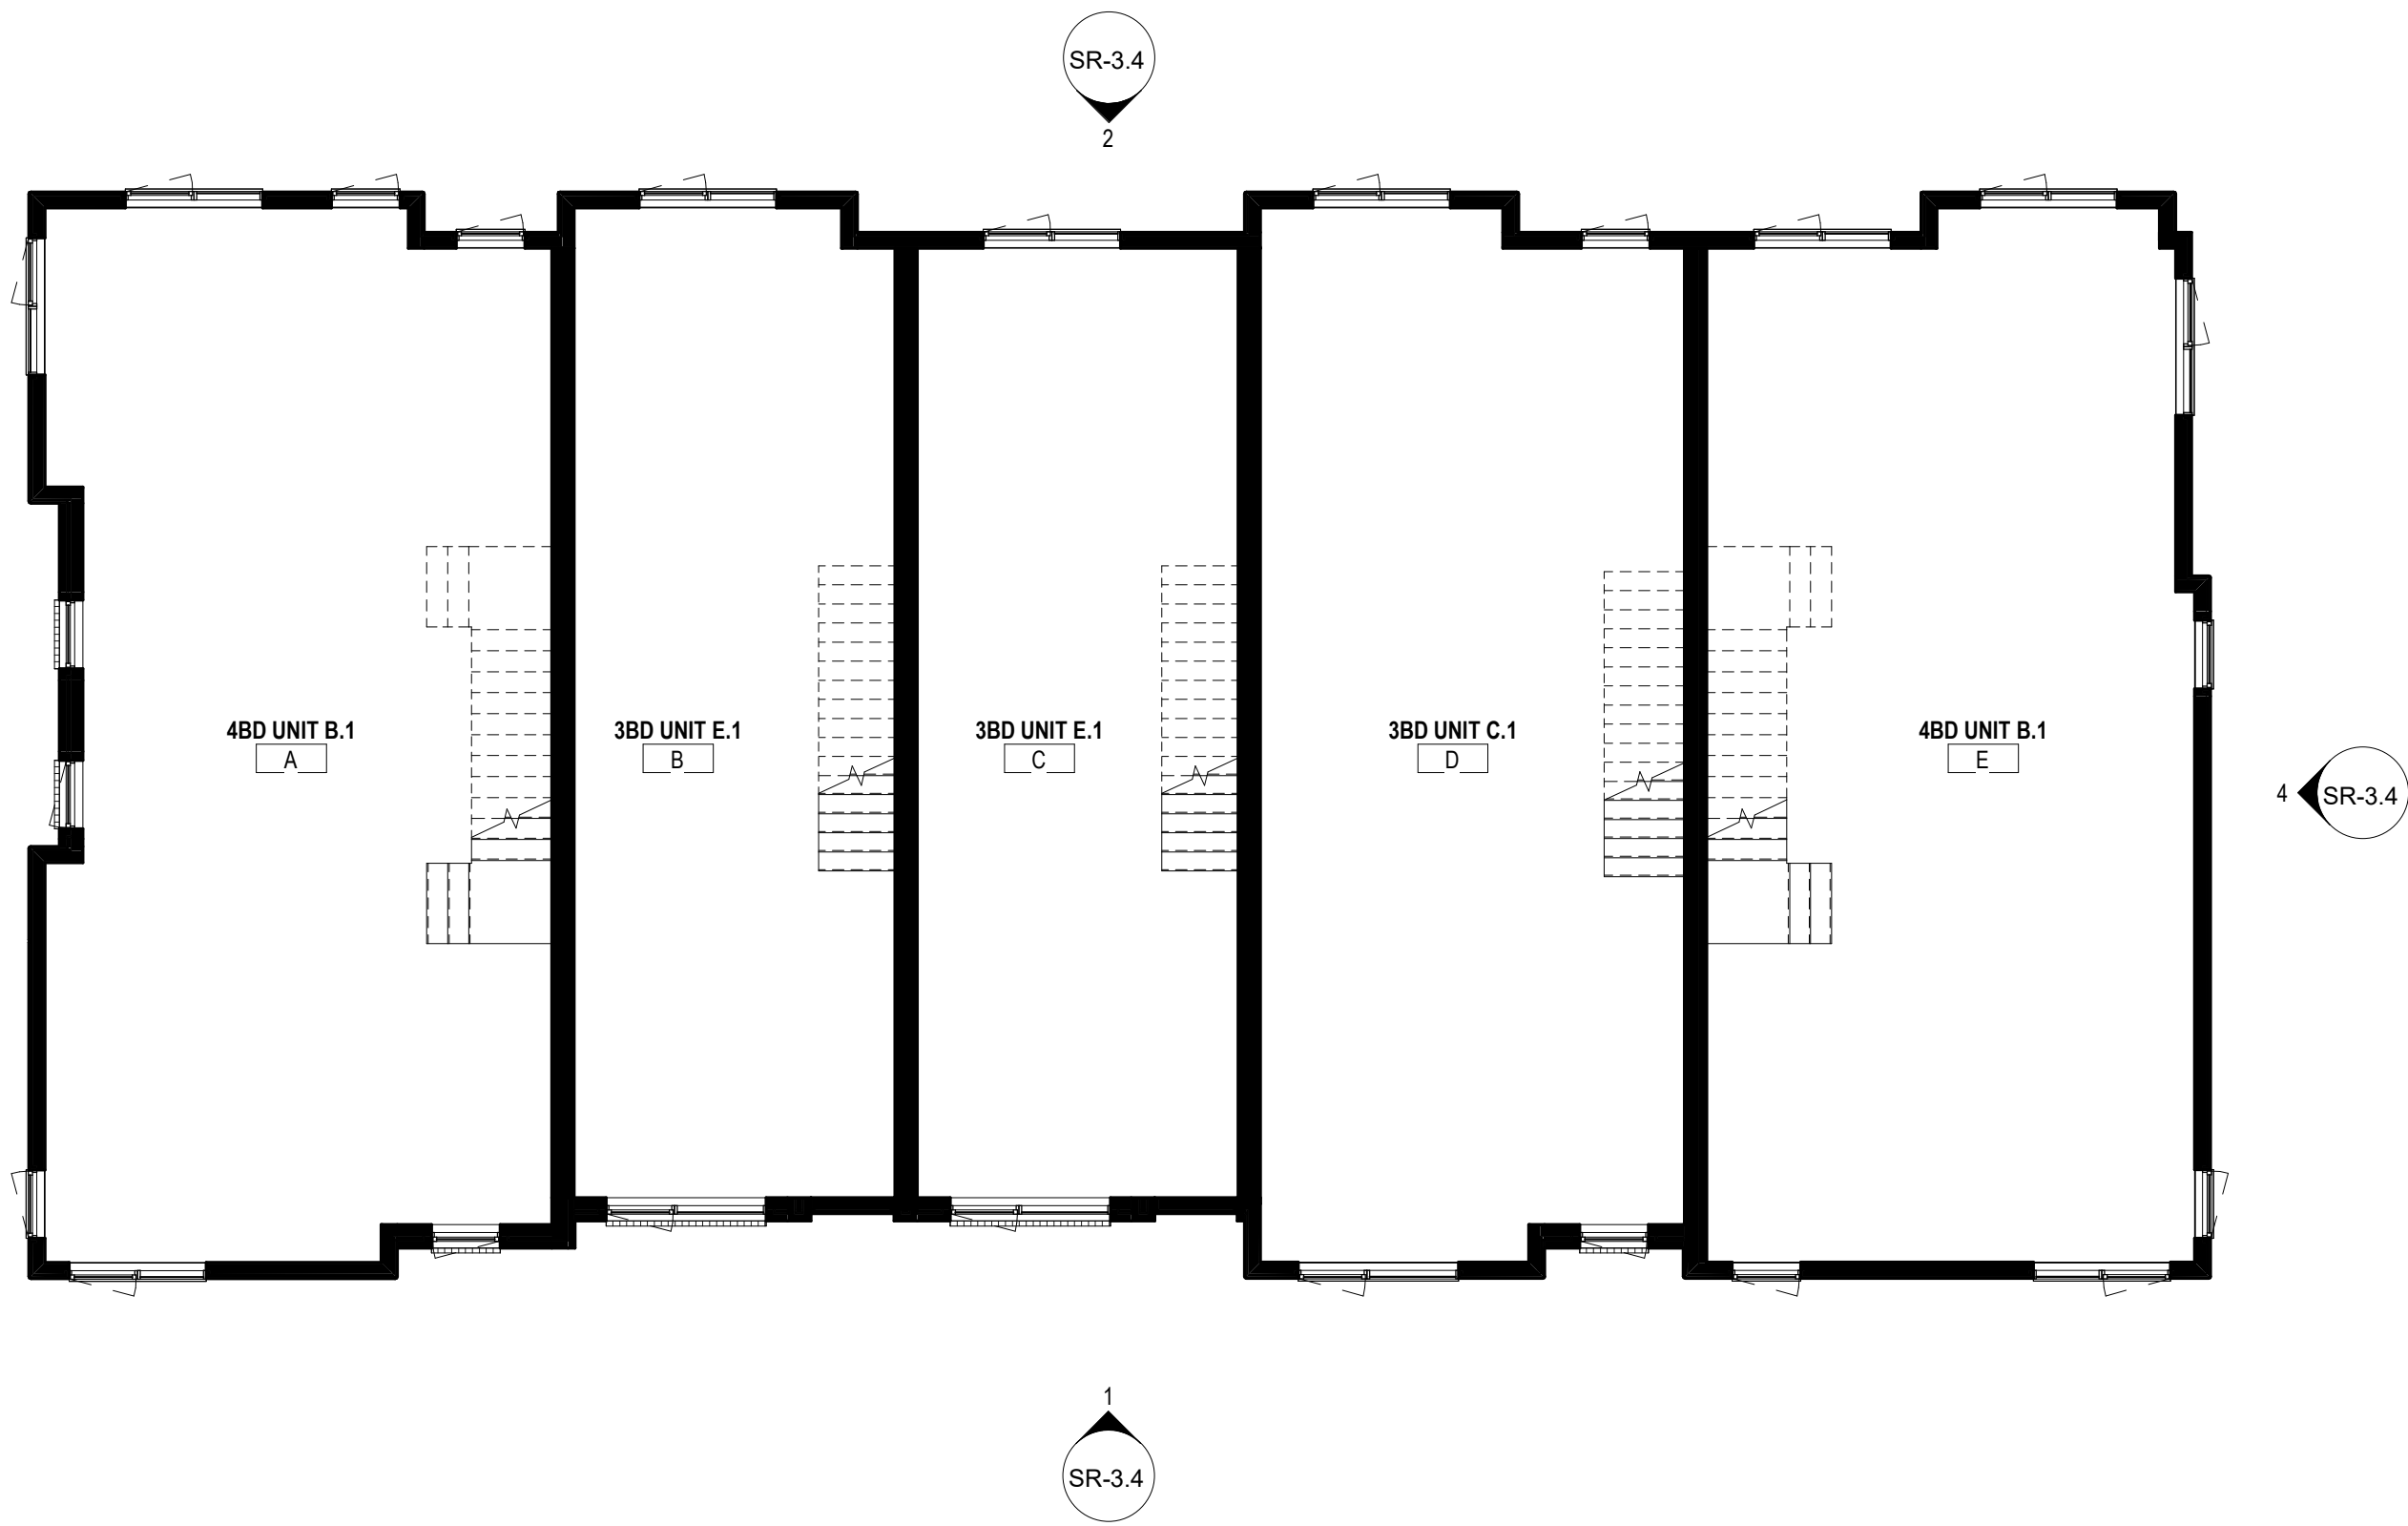 SR-3.4
2
4BD UNIT B.1
A
3BD UNIT E.1
B
3BD UNIT E.1
C
3BD UNIT C.1
D
4BD UNIT B.1
E
4
SR-3.4
1
SR-3.4